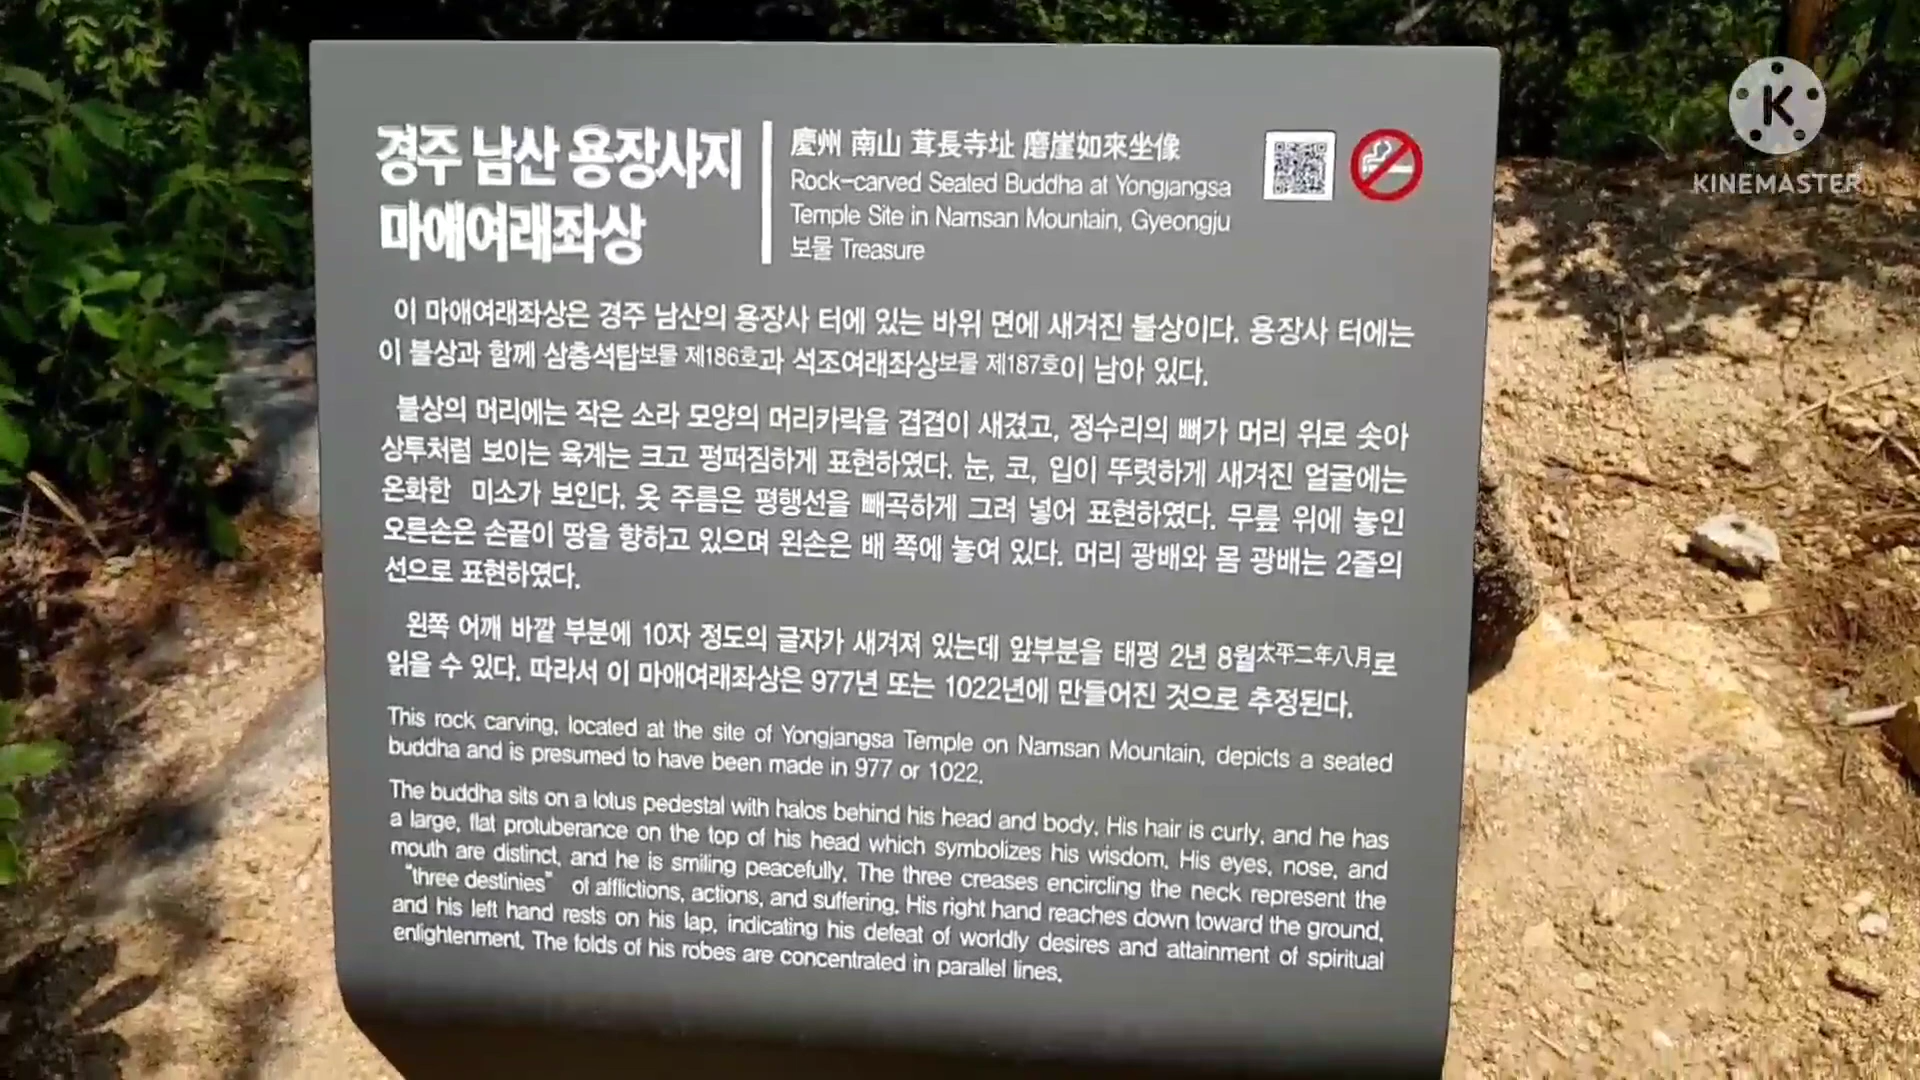 경주 남산 용장사지
마애여래좌상
慶州 南山 茸長寺址 磨崖如來坐像
Rock-carved Seated Buddha at Yongjangsa
Temple Site in Namsan Mountain, Gyeongju
보물 Treasure
이 마애여래좌상은 경주 남산의 용장사 터에 있는 바위 면에 새겨진 불상이다. 용장사 터에는
이 불상과 함께 삼층석탑보물 제186호과 석조여래좌상보물 제187호이 남아 있다.
불상의 머리에는 작은 소라 모양의 머리카락을 겹겹이 새겼고, 정수리의 뼈가 머리 위로 솟아
상투처럼 보이는 육계는 크고 펑퍼짐하게 표현하였다. 눈, 코, 입이 뚜렷하게 새겨진 얼굴에는
온화한 미소가 보인다. 옷 주름은 평행선을 빼곡하게 그려 넣어 표현하였다. 무릎 위에 놓인
오른손은 손끝이 땅을 향하고 있으며 왼손은 배 쪽에 놓여 있다. 머리 광배와 몸 광배는 2줄의
선으로 표현하였다.
왼쪽 어깨 바깥 부분에 10자 정도의 글자가 새겨져 있는데 앞부분을 태평 2년 8월太平二年八月로
읽을 수 있다. 따라서 이 마애여래좌상은 977년 또는 1022년에 만들어진 것으로 추정된다.
This rock carving, located at the site of Yongjangsa Temple on Namsan Mountain, depicts a seated
buddha and is presumed to have been made in 977 or 1022.
The buddha sits on a lotus pedestal with halos behind his head and body. His hair is curly, and he has
a large, flat protuberance on the top of his head which symbolizes his wisdom. His eyes, nose, and
mouth are distinct, and he is smiling peacefully. The three creases encircling the neck represent the
"three destinies" of afflictions, actions, and suffering. His right hand reaches down toward the ground,
and his left hand rests on his lap, indicating his defeat of worldly desires and attainment of spiritual
enlightenment. The folds of his robes are concentrated in parallel lines.
K
KINEMASTER